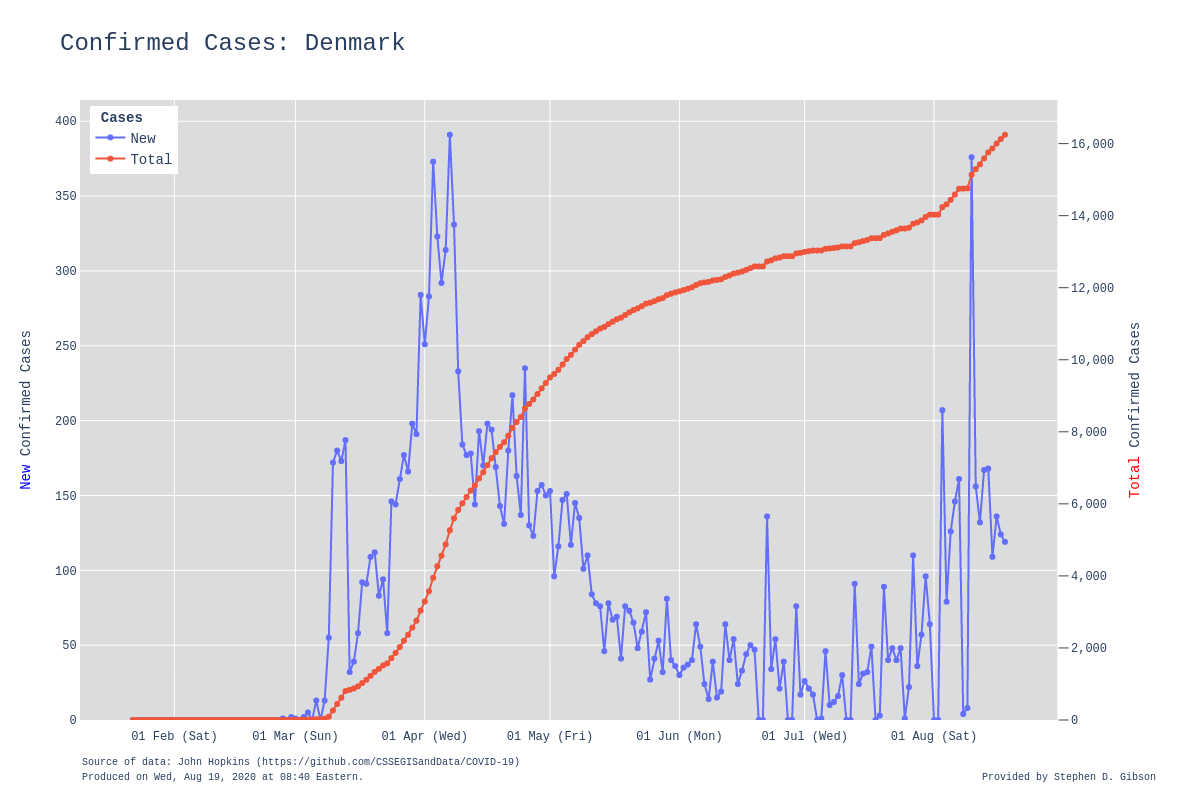 Confirmed Cases: Denmark
Cases
New
Total
400
350
300
250
200
150
100
50
0
16,000
14,000
12,000
10,000
8,000
6,000
4,000
2,000
0
New Confirmed Cases
Total Confirmed Cases
01 Feb (Sat)
01 Mar (Sun)
01 Apr (Wed)
01 May (Fri)
01 Jun (Mon)
01 Jul (Wed)
01 Aug (Sat)
Source of data: John Hopkins (https://github.com/CSSEGISandData/COVID-19)
Produced on Wed, Aug 19, 2020 at 08:40 Eastern.
Provided by Stephen D. Gibson